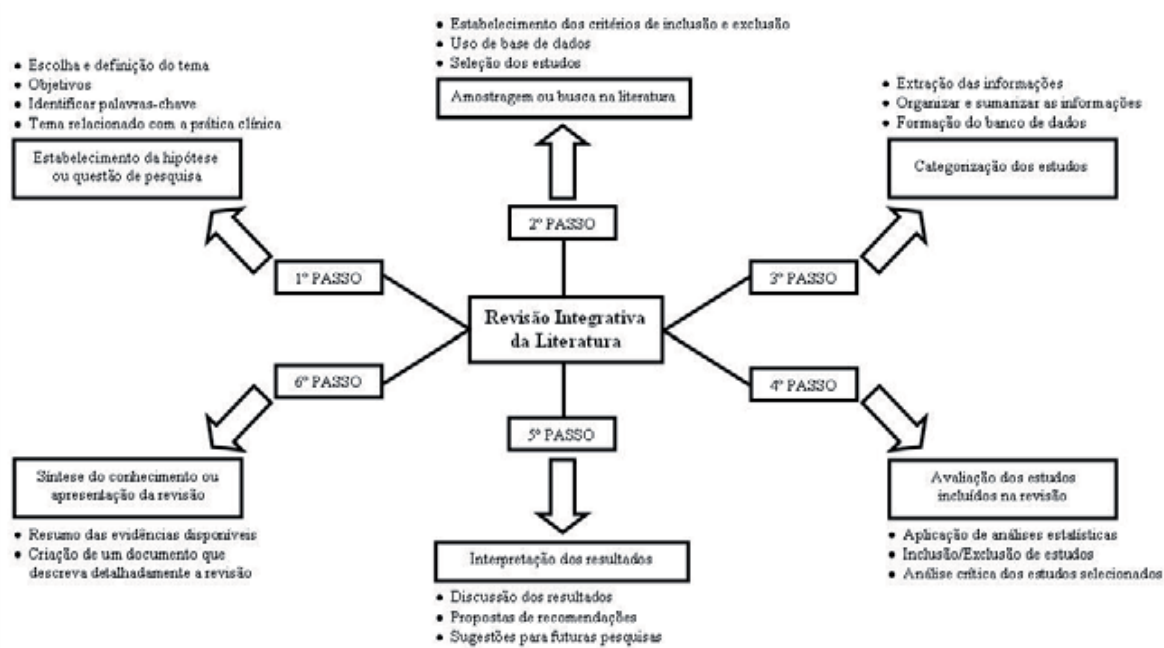 • Escolha e definição do tema
• Objetivos
• Identificar palavras-chave
• Tema relacionado com a prática clínica
Estabelecimento da hipótese
ou questão de pesquisa
1º PASSO
• Estabelecimento dos critérios de inclusão e exclusão
• Uso de base de dados
• Seleção dos estudos
Amostragem ou busca na literatura
2º PASSO
• Extração das informações
• Organizar e sumarizar as informações
• Formação do banco de dados
Categorização dos estudos
3º PASSO
Revisão Integrativa
da Literatura
4º PASSO
Avaliação dos estudos
incluídos na revisão
• Aplicação de análises estatísticas
• Inclusão/Exclusão de estudos
• Análise crítica dos estudos selecionados
5º PASSO
Interpretação dos resultados
• Discussão dos resultados
• Propostas de recomendações
• Sugestões para futuras pesquisas
6º PASSO
Síntese do conhecimento ou
apresentação da revisão
• Resumo das evidências disponíveis
• Criação de um documento que
descreva detalhadamente a revisão